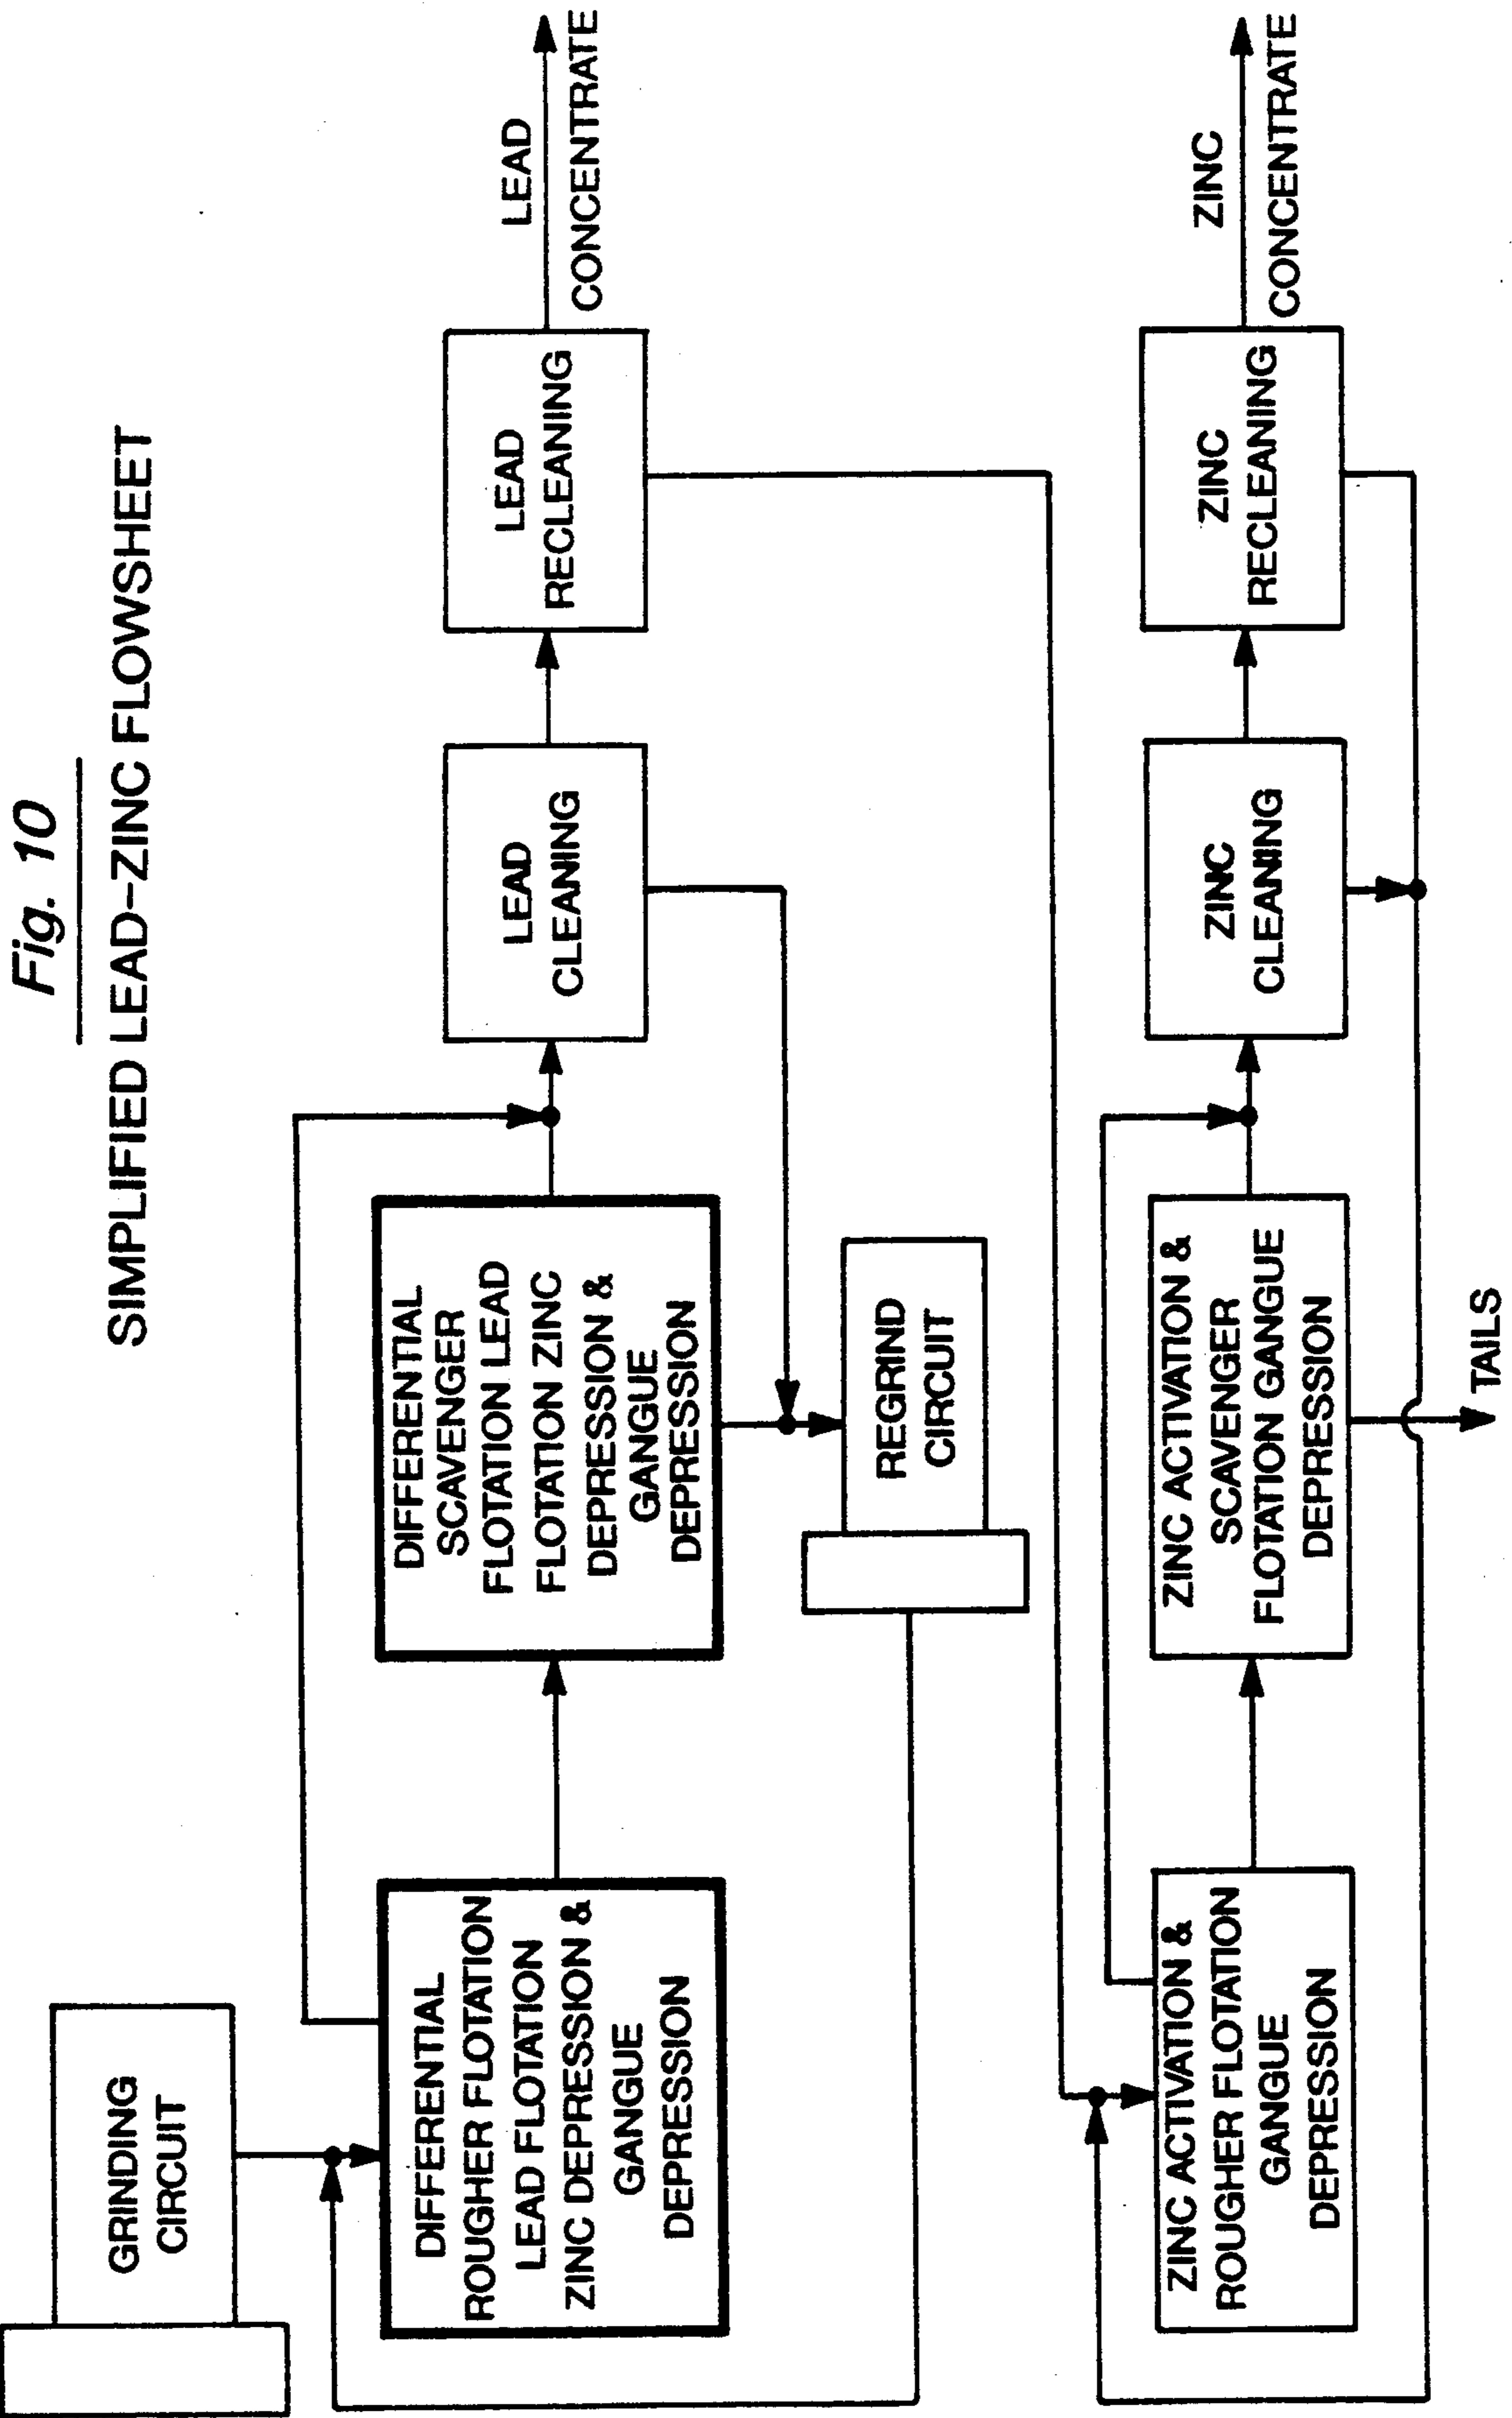 Fig. 10
SIMPLIFIED LEAD-ZINC FLOWSHEET
GRINDING
CIRCUIT
DIFFERENTIAL
ROUGHER FLOTATION
LEAD FLOTATION
ZINC DEPRESSION &
GANGUE
DEPRESSION
DIFFERENTIAL
SCAVENGER
FLOTATION LEAD
FLOTATION ZINC
DEPRESSION &
GANGUE
DEPRESSION
LEAD
CLEANING
LEAD
RECLEANING
LEAD
CONCENTRATE
REGRIND
CIRCUIT
ZINC ACTIVATION &
ROUGHER FLOTATION
GANGUE
DEPRESSION
ZINC ACTIVATION &
SCAVENGER
FLOTATION GANGUE
DEPRESSION
ZINC
CLEANING
ZINC
RECLEANING
ZINC
CONCENTRATE
TAILS